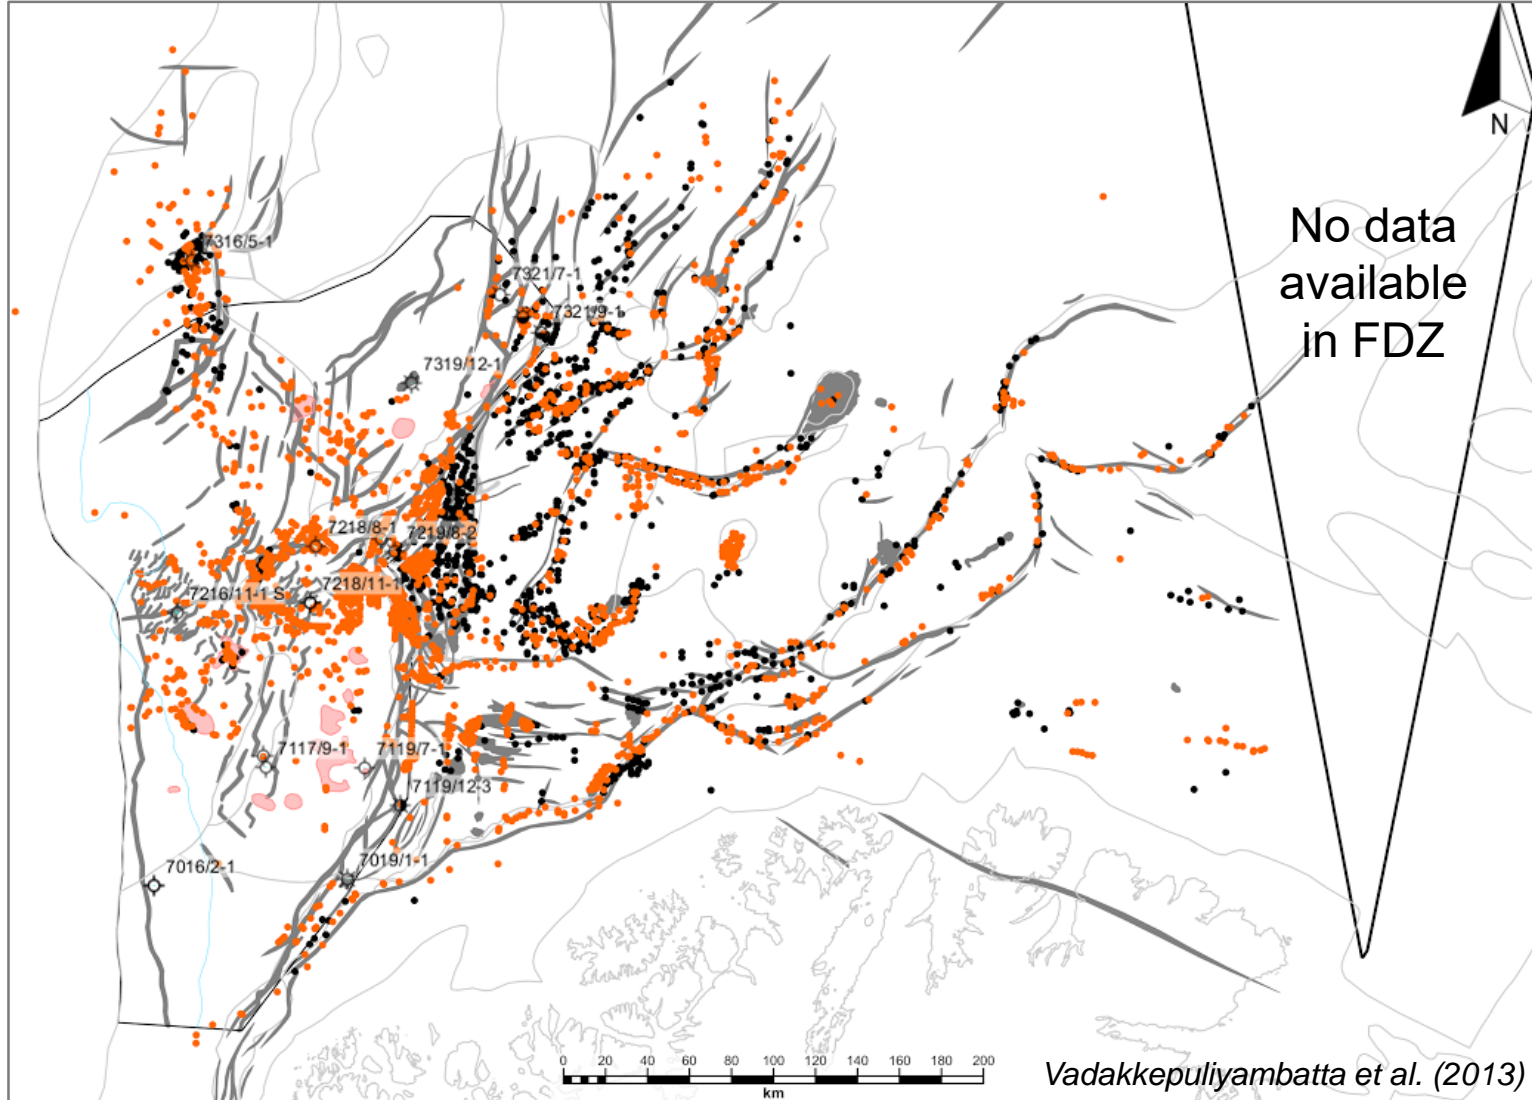 N
No data
available
in FDZ
7316/5-1
7321/7-1
7321/9-1
7319/12-1
7218/8-1
7219/8-2
7218/11-1
7216/11-1 S
7117/9-1
7119/7-1
7119/12-3
7019/1-1
7016/2-1
0 20 40 60 80 100 120 140 160 180 200
km
Vadakkepuliyambatta et al. (2013)